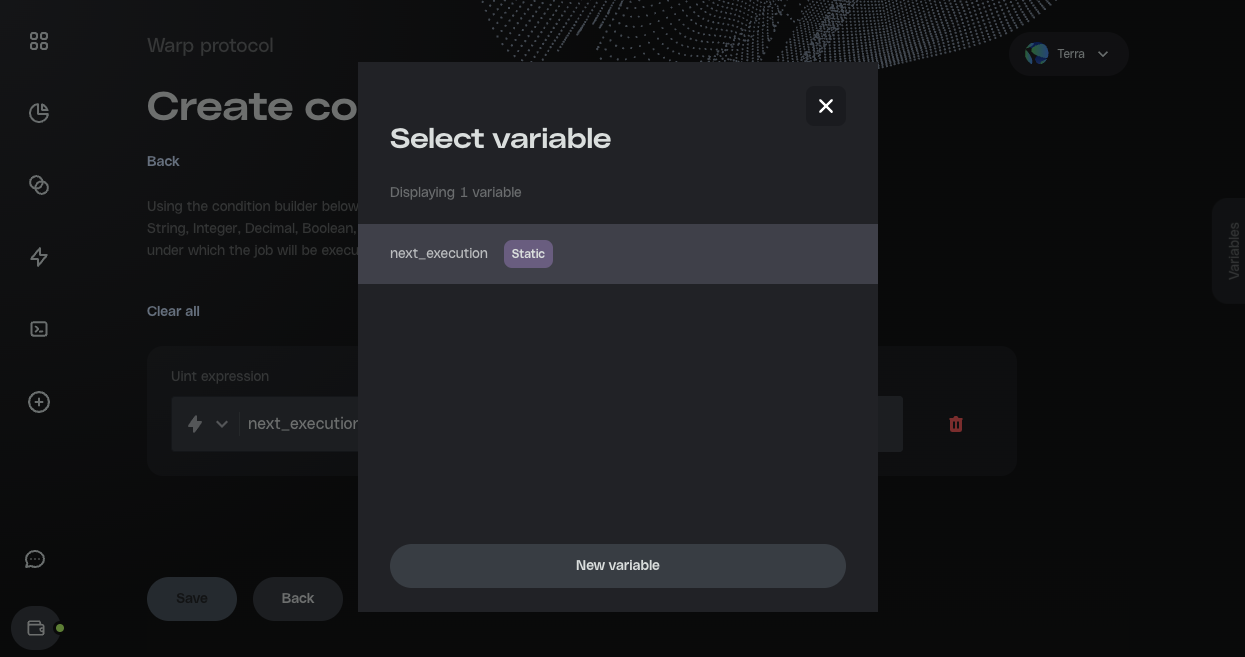 Warp protocol
Terra
Create co
Select variable
Back
Displaying 1 variable
Using the condition builder below
String, Integer, Decimal, Boolean,
under which the job will be execu
Variables
next_execution
Static
Clear all
Uint expression
next_execution
New variable
Save
Back